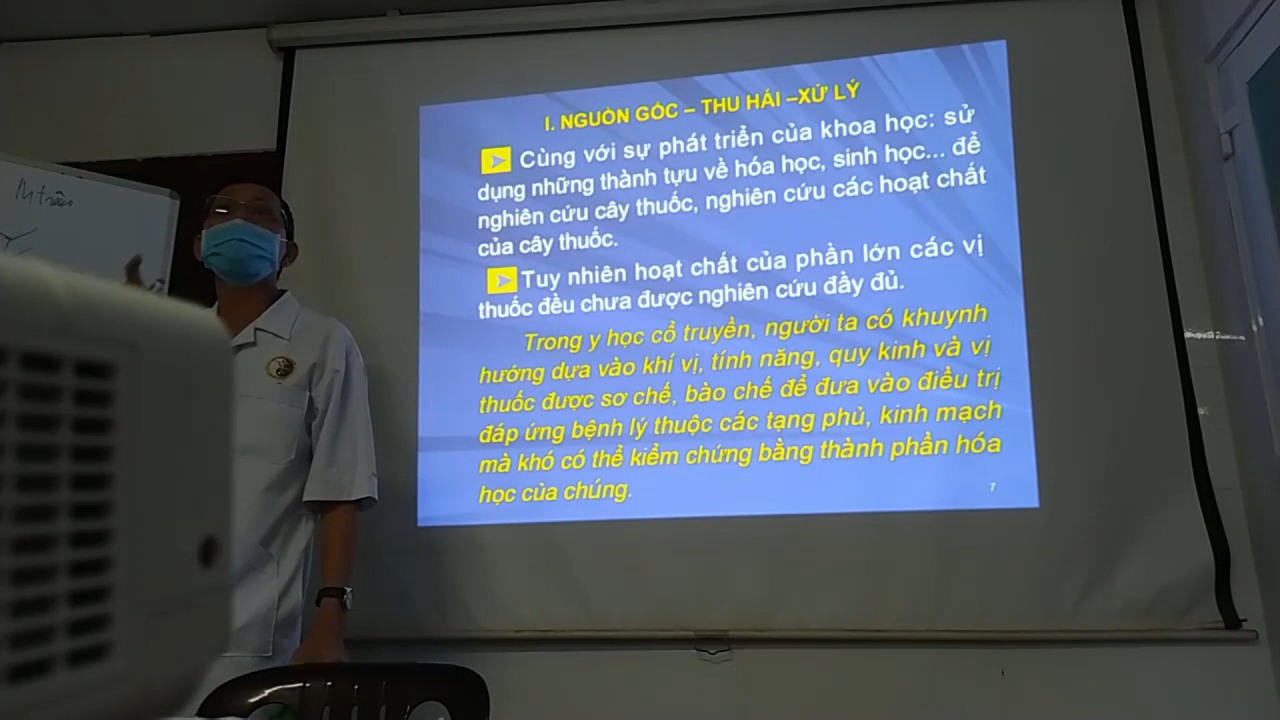 I. NGUỒN GỐC – THU HÁI –XỬ LÝ
Cùng với sự phát triển của khoa học: sử
dụng những thành tựu về hóa học, sinh học... để
nghiên cứu cây thuốc, nghiên cứu các hoạt chất
của cây thuốc.
Tuy nhiên hoạt chất của phần lớn các vị
thuốc đều chưa được nghiên cứu đầy đủ.
Trong y học cổ truyền, người ta có khuynh
hướng dựa vào khí vị, tính năng, quy kinh và vị
thuốc được sơ chế, bào chế để đưa vào điều trị
đáp ứng bệnh lý thuộc các tạng phủ, kinh mạch
mà khó có thể kiểm chứng bằng thành phần hóa
học của chúng.
7